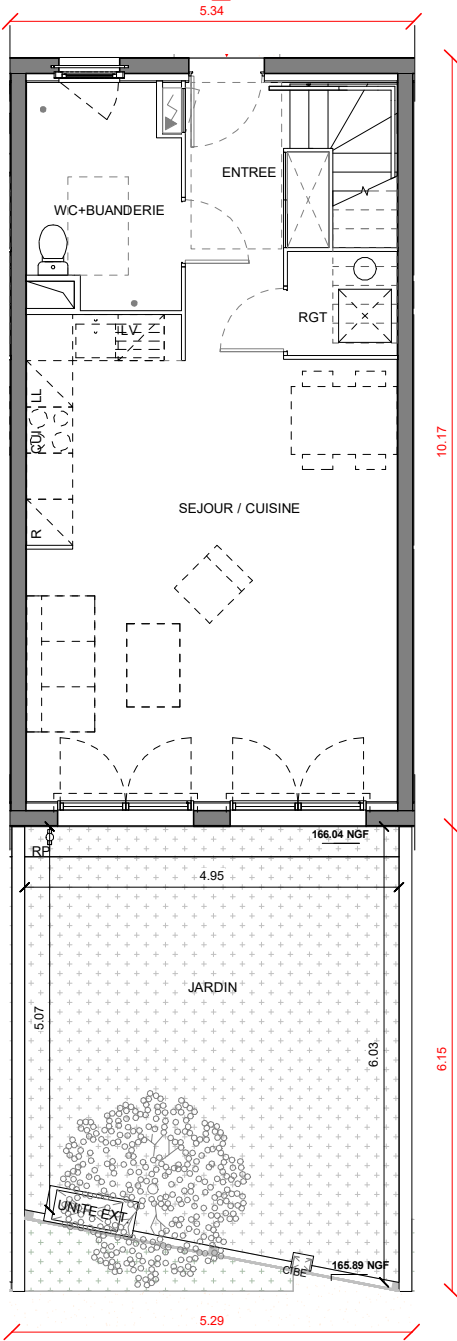 5.34
ENTREE
WC+BUANDERIE
RGT
LV
LL
CUI
R
10.17
SEJOUR / CUISINE
166.04 NGF
RP
4.95
JARDIN
5.07
6.03
6.15
UNITE EXT
CIBE
165.89 NGF
5.29